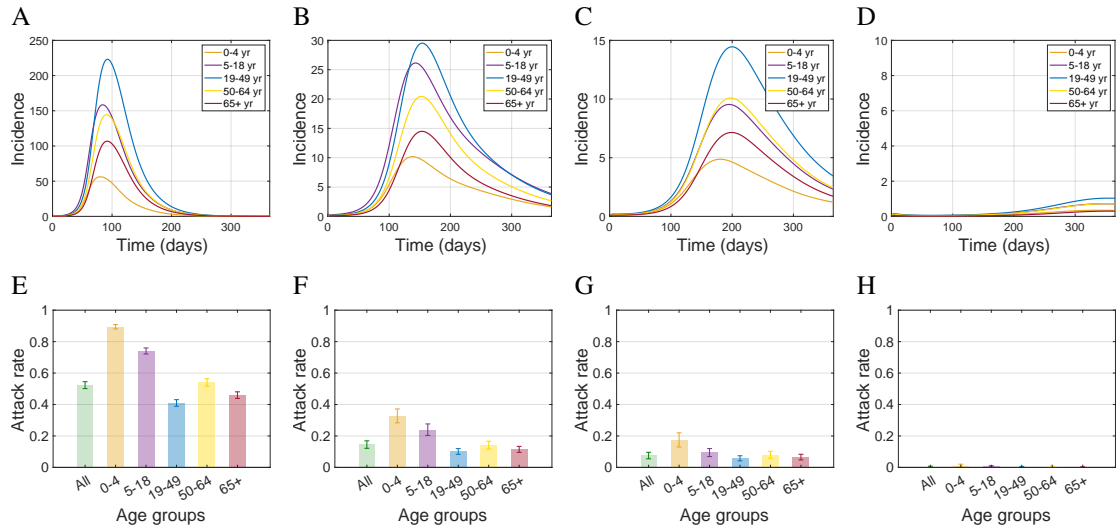 A
B
C
D
250
200
150
100
50
0
Incidence
0
100
200
300
Time (days)
0-4 yr
5-18 yr
19-49 yr
50-64 yr
65+ yr
30
25
20
15
10
5
0
Incidence
0
100
200
300
Time (days)
0-4 yr
5-18 yr
19-49 yr
50-64 yr
65+ yr
15
10
5
0
Incidence
0
100
200
300
Time (days)
0-4 yr
5-18 yr
19-49 yr
50-64 yr
65+ yr
10
8
6
4
2
0
Incidence
0
100
200
300
Time (days)
0-4 yr
5-18 yr
19-49 yr
50-64 yr
65+ yr
E
F
G
H
1
0.8
0.6
0.4
0.2
0
Attack rate
All
0-4
5-18
19-49
50-64
65+
Age groups
1
0.8
0.6
0.4
0.2
0
Attack rate
All
0-4
5-18
19-49
50-64
65+
Age groups
1
0.8
0.6
0.4
0.2
0
Attack rate
All
0-4
5-18
19-49
50-64
65+
Age groups
1
0.8
0.6
0.4
0.2
0
Attack rate
All
0-4
5-18
19-49
50-64
65+
Age groups